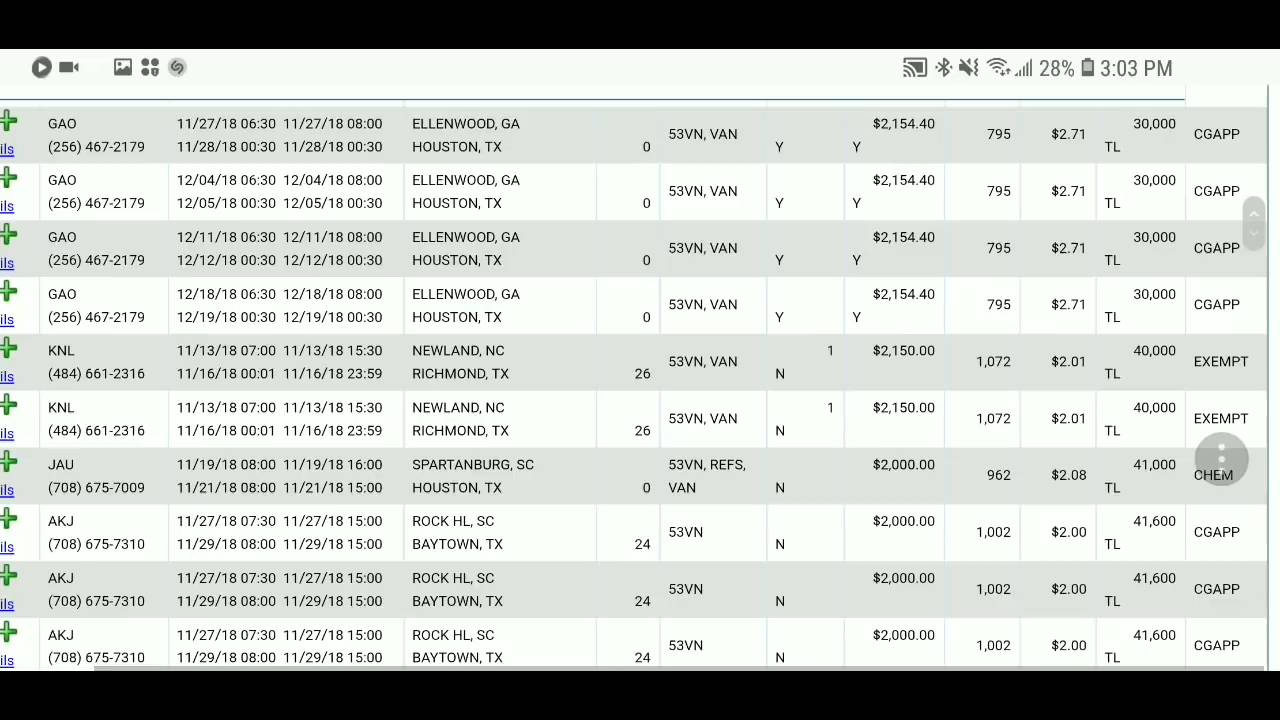 28% 3:03 PM
GAO 11/27/18 06:30 11/27/18 08:00 ELLENWOOD, GA 53VN, VAN $2,154.40 795 $2.71 30,000 CGAPP
ils (256) 467-2179 11/28/18 00:30 11/28/18 00:30 HOUSTON, TX 0 Y Y TL
GAO 12/04/18 06:30 12/04/18 08:00 ELLENWOOD, GA 53VN, VAN $2,154.40 795 $2.71 30,000 CGAPP
ils (256) 467-2179 12/05/18 00:30 12/05/18 00:30 HOUSTON, TX 0 Y Y TL
GAO 12/11/18 06:30 12/11/18 08:00 ELLENWOOD, GA 53VN, VAN $2,154.40 795 $2.71 30,000 CGAPP
ils (256) 467-2179 12/12/18 00:30 12/12/18 00:30 HOUSTON, TX 0 Y Y TL
GAO 12/18/18 06:30 12/18/18 08:00 ELLENWOOD, GA 53VN, VAN $2,154.40 795 $2.71 30,000 CGAPP
ils (256) 467-2179 12/19/18 00:30 12/19/18 00:30 HOUSTON, TX 0 Y Y TL
KNL 11/13/18 07:00 11/13/18 15:30 NEWLAND, NC 53VN, VAN 1 $2,150.00 1,072 $2.01 40,000 EXEMPT
ils (484) 661-2316 11/16/18 00:01 11/16/18 23:59 RICHMOND, TX 26 N TL
KNL 11/13/18 07:00 11/13/18 15:30 NEWLAND, NC 53VN, VAN 1 $2,150.00 1,072 $2.01 40,000 EXEMPT
ils (484) 661-2316 11/16/18 00:01 11/16/18 23:59 RICHMOND, TX 26 N TL
JAU 11/19/18 08:00 11/19/18 16:00 SPARTANBURG, SC 53VN, REFS, $2,000.00 962 $2.08 41,000 CHEM
ils (708) 675-7009 11/21/18 08:00 11/21/18 15:00 HOUSTON, TX 0 VAN N TL
AKJ 11/27/18 07:30 11/27/18 15:00 ROCK HL, SC 53VN $2,000.00 1,002 $2.00 41,600 CGAPP
ils (708) 675-7310 11/29/18 08:00 11/29/18 15:00 BAYTOWN, TX 24 N TL
AKJ 11/27/18 07:30 11/27/18 15:00 ROCK HL, SC 53VN $2,000.00 1,002 $2.00 41,600 CGAPP
ils (708) 675-7310 11/29/18 08:00 11/29/18 15:00 BAYTOWN, TX 24 N TL
AKJ 11/27/18 07:30 11/27/18 15:00 ROCK HL, SC 53VN $2,000.00 1,002 $2.00 41,600 CGAPP
ils (708) 675-7310 11/29/18 08:00 11/29/18 15:00 BAYTOWN, TX 24 N TL